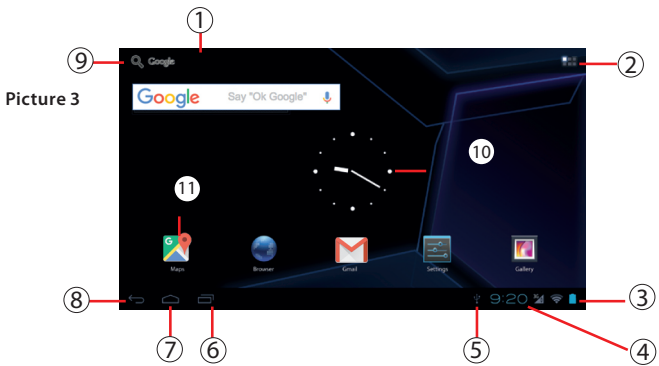 ①
⑨ Google ②
Google Say "Ok Google"
Picture 3
⑩
⑪
Maps Browser Gmail Settings Gallery
⑧ 9:20 ③
⑦ ⑥ ⑤ ④